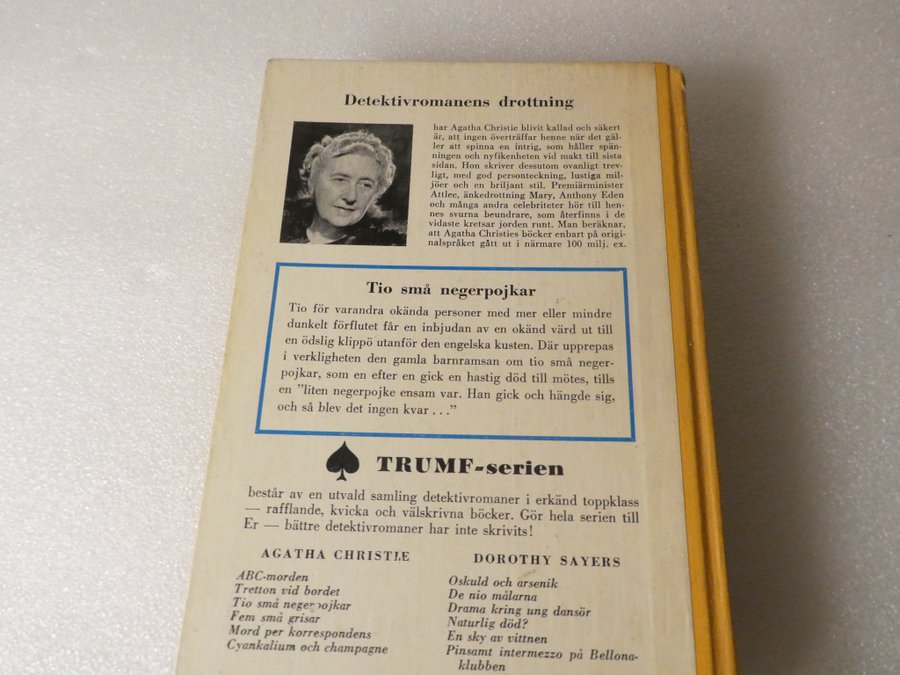 Detektivromanens drottning
har Agatha Christie blivit kallad och säkert
är, att ingen överträffar henne när det gäl-
ler att spinna en intrig, som håller spän-
ningen och nyfikenheten vid makt till sista
sidan. Hon skriver dessutom ovanligt trev-
ligt, med god personteckning, lustiga mil-
jöer och en briljant stil. Premiärminister
Attlee, änkedrottning Mary, Anthony Eden
och många andra celebriteter hör till hen-
nes svurna beundrare, som återfinns i de
vidaste kretsar jorden runt. Man beräknar,
att Agatha Christies böcker enbart på origi-
nalspråket gått ut i närmare 100 milj. ex.
Tio små negerpojkar
Tio för varandra okända personer med mer eller mindre
dunkelt förflutet får en inbjudan av en okänd värd ut till
en ödslig klippö utanför den engelska kusten. Där upprepas
i verkligheten den gamla barnramsan om tio små neger-
pojkar, som en efter en gick en hastig död till mötes, tills
en "liten negerpojke ensam var. Han gick och hängde sig,
och så blev det ingen kvar . . ."
TRUMF-serien
består av en utvald samling detektivromaner i erkänd toppklass
— rafflande, kvicka och välskrivna böcker. Gör hela serien till
Er — bättre detektivromaner har inte skrivits!
AGATHA CHRISTIE
ABC-morden
Tretton vid bordet
Tio små negerpojkar
Fem små grisar
Mord per korrespondens
Cyankalium och champagne
DOROTHY SAYERS
Oskuld och arsenik
De nio målarna
Drama kring ung dansör
Naturlig död?
En sky av vittnen
Pinsamt intermezzo på Bellona-
klubben